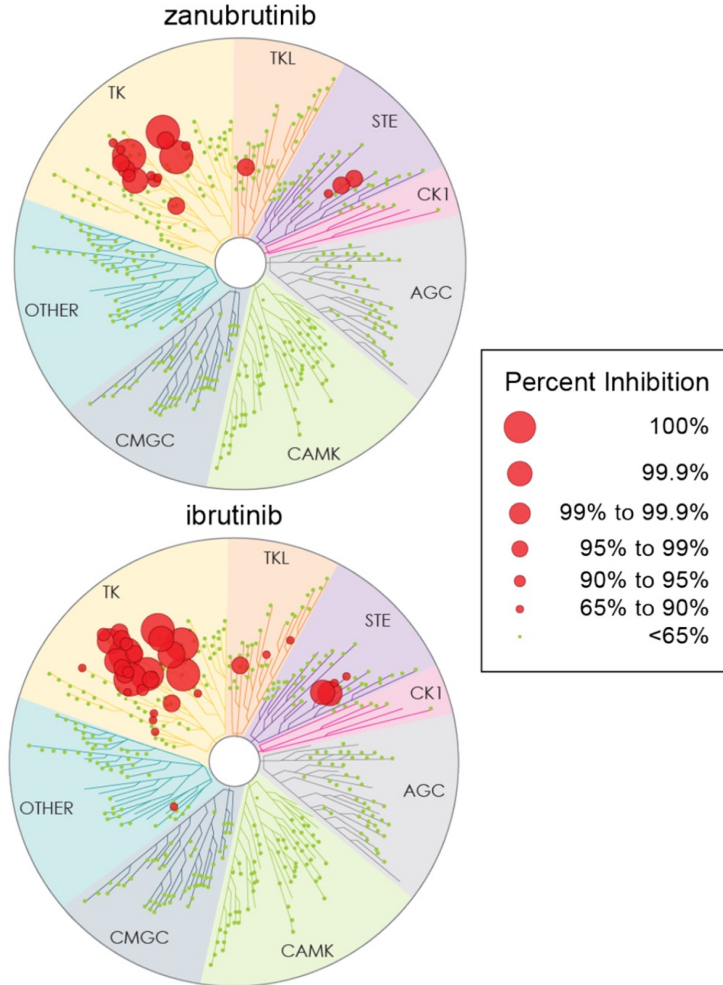 zanubrutinib
TKL
TK
STE
CK1
AGC
OTHER
CMGC
CAMK
Percent Inhibition
100%
99.9%
99% to 99.9%
95% to 99%
90% to 95%
65% to 90%
<65%
ibrutinib
TKL
TK
STE
CK1
AGC
OTHER
CMGC
CAMK